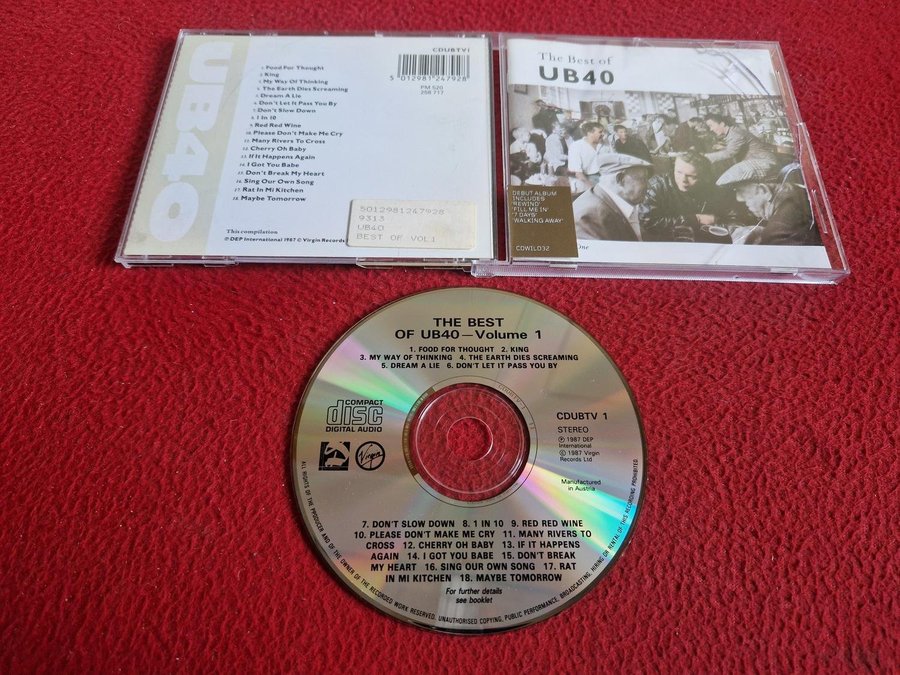 UB40
CDUBTVi
1. Food For Thought
2. King
3. My Way Of Thinking
4. The Earth Dies Screaming
5. Dream A Lie
6. Don't Let It Pass You By
7. Don't Slow Down
8. 1 In 10
9. Red Red Wine
10. Please Don't Make Me Cry
11. Many Rivers To Cross
12. Cherry Oh Baby
13. If It Happens Again
14. I Got You Babe
15. Don't Break My Heart
16. Sing Our Own Song
17. Rat In Mi Kitchen
18. Maybe Tomorrow
5 012981 247928
PM 520
258 717
This compilation
℗ DEP International 1987 © Virgin Records
5012981247928
9313
UB40
BEST OF VOL1
The Best of
UB40
DEBUT ALBUM
INCLUDES
'REWIND'
'FILL ME IN'
'7 DAYS'
'WALKING AWAY'
CDWILD32
One
THE BEST
OF UB40—Volume 1
1. FOOD FOR THOUGHT 2. KING
3. MY WAY OF THINKING 4. THE EARTH DIES SCREAMING
5. DREAM A LIE 6. DON'T LET IT PASS YOU BY
COMPACT
disc
DIGITAL AUDIO
Virgin
CDUBTV 1
STEREO
℗ 1987 DEP
International
© 1987 Virgin
Records Ltd
Manufactured
in Austria
7. DON'T SLOW DOWN 8. 1 IN 10 9. RED RED WINE
10. PLEASE DON'T MAKE ME CRY 11. MANY RIVERS TO
CROSS 12. CHERRY OH BABY 13. IF IT HAPPENS
AGAIN 14. I GOT YOU BABE 15. DON'T BREAK
MY HEART 16. SING OUR OWN SONG 17. RAT
IN MI KITCHEN 18. MAYBE TOMORROW
For further details
see booklet
ALL RIGHTS OF THE PRODUCER AND OF THE OWNER OF THE RECORDED WORK RESERVED. UNAUTHORISED COPYING, PUBLIC PERFORMANCE, BROADCASTING, HIRING OR RENTAL OF THIS RECORDING PROHIBITED.